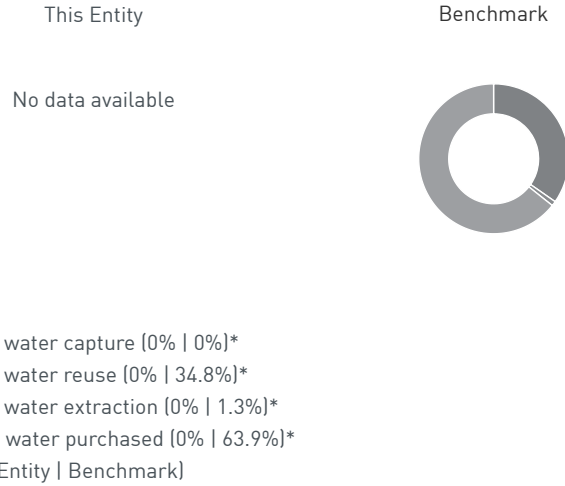 This Entity
Benchmark
No data available
water capture (0% | 0%)*
water reuse (0% | 34.8%)*
water extraction (0% | 1.3%)*
water purchased (0% | 63.9%)*
Entity | Benchmark)